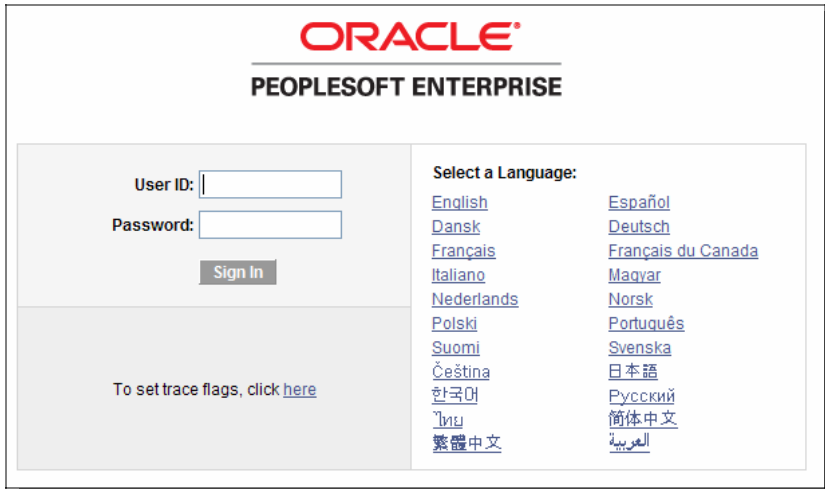 ORACLE®
PEOPLESOFT ENTERPRISE
User ID:
Password:
Sign In
To set trace flags, click here
Select a Language:
English Español
Dansk Deutsch
Français Français du Canada
Italiano Magyar
Nederlands Norsk
Polski Português
Suomi Svenska
Čeština 日本語
한국어 Русский
ไทย 简体中文
繁體中文 العربية